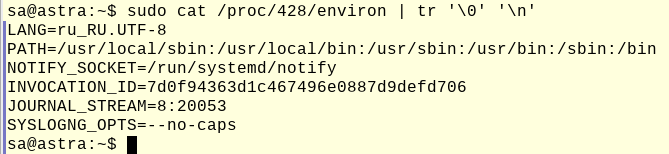 sa@astra:~$ sudo cat /proc/428/environ | tr '\0' '\n'
LANG=ru_RU.UTF-8
PATH=/usr/local/sbin:/usr/local/bin:/usr/sbin:/usr/bin:/sbin:/bin
NOTIFY_SOCKET=/run/systemd/notify
INVOCATION_ID=7d0f94363d1c467496e0887d9defd706
JOURNAL_STREAM=8:20053
SYSLOGNG_OPTS=--no-caps
sa@astra:~$